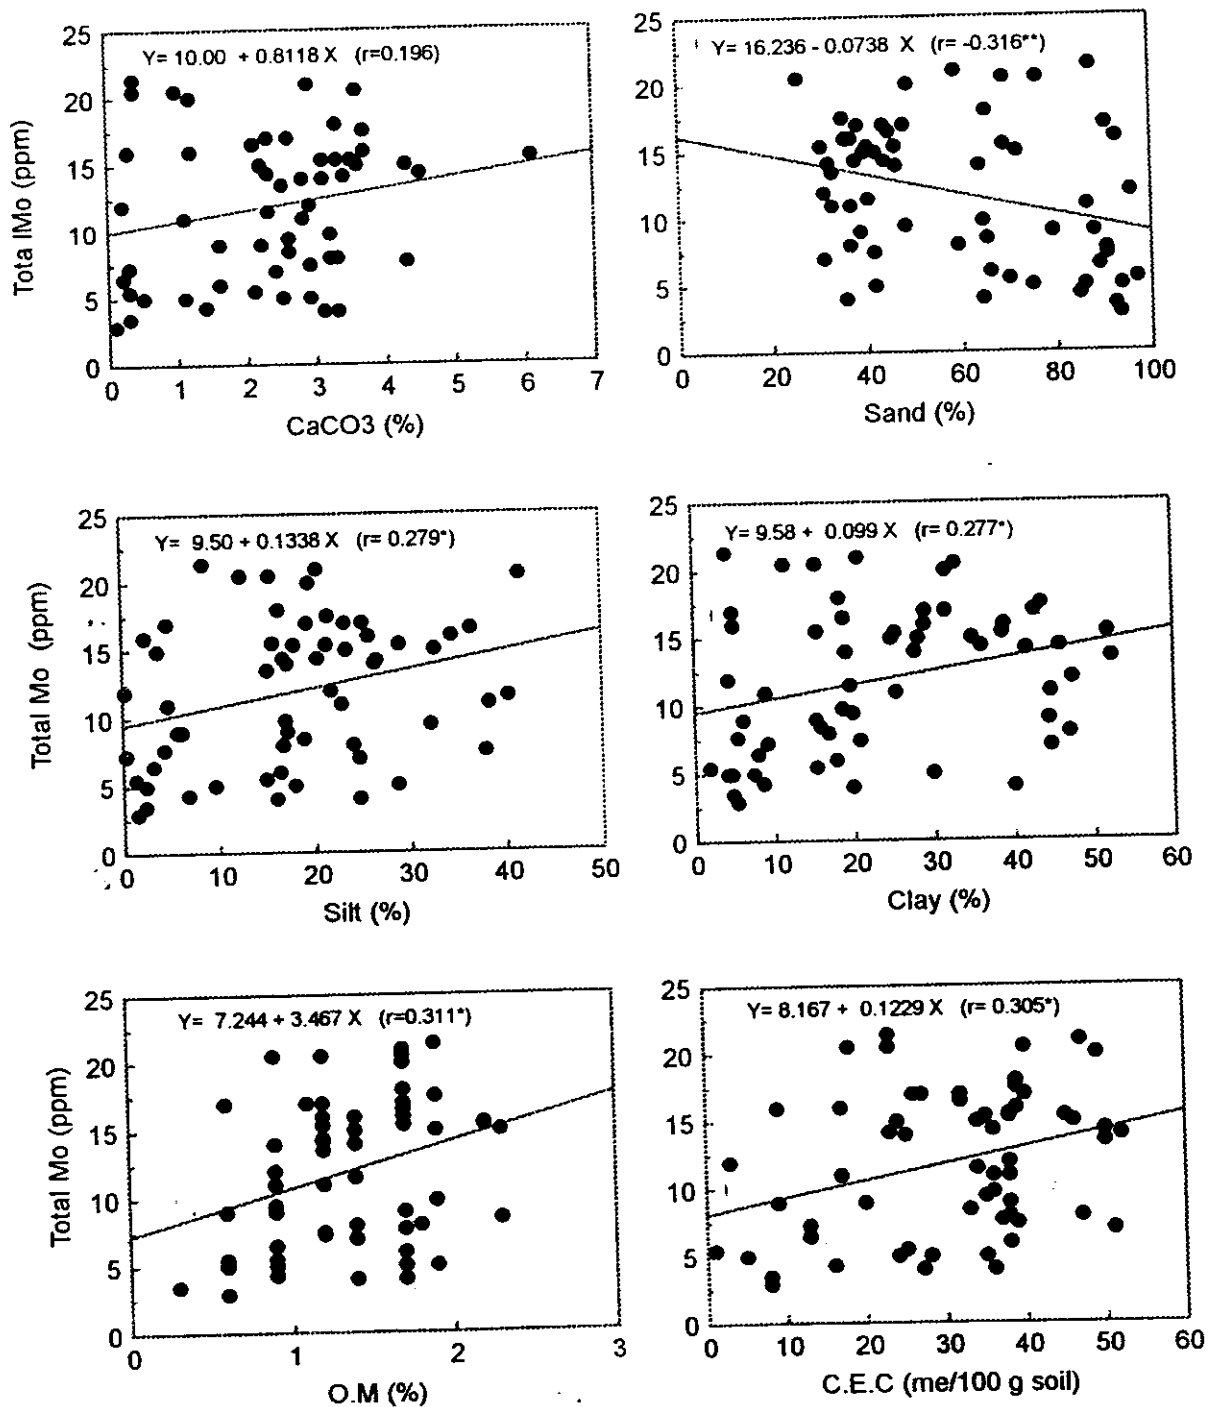 Y= 10.00 + 0.8118 X (r=0.196)
25
20
15
10
5
0
Tota lMo (ppm)
0 1 2 3 4 5 6 7
CaCO3 (%)
Y= 16.236 - 0.0738 X (r= -0.316**)
25
20
15
10
5
0
0 20 40 60 80 100
Sand (%)
Y= 9.50 + 0.1338 X (r= 0.279*)
25
20
15
10
5
0
Total Mo (ppm)
0 10 20 30 40 50
Silt (%)
Y= 9.58 + 0.099 X (r= 0.277*)
25
20
15
10
5
0
0 10 20 30 40 50 60
Clay (%)
Y= 7.244 + 3.467 X (r=0.311*)
25
20
15
10
5
0
Total Mo (ppm)
0 1 2 3
O.M (%)
Y= 8.167 + 0.1229 X (r= 0.305*)
25
20
15
10
5
0
0 10 20 30 40 50 60
C.E.C (me/100 g soil)